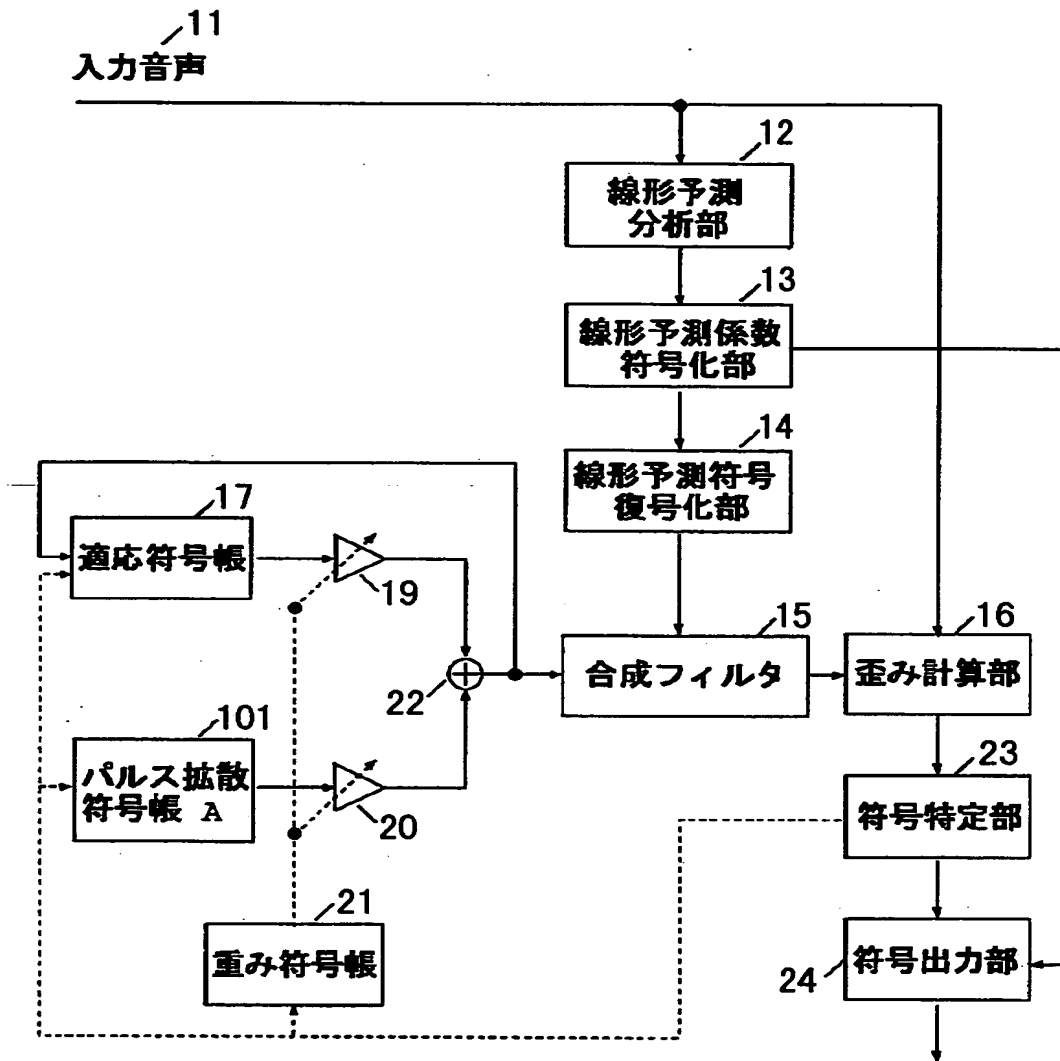 11
入力音声
12
線形予測
分析部
13
線形予測係数
符号化部
14
線形予測符号
復号化部
17
適応符号帳
19
15
合成フィルタ
16
歪み計算部
22
101
パルス拡散
符号帳 A
20
23
符号特定部
21
重み符号帳
24
符号出力部